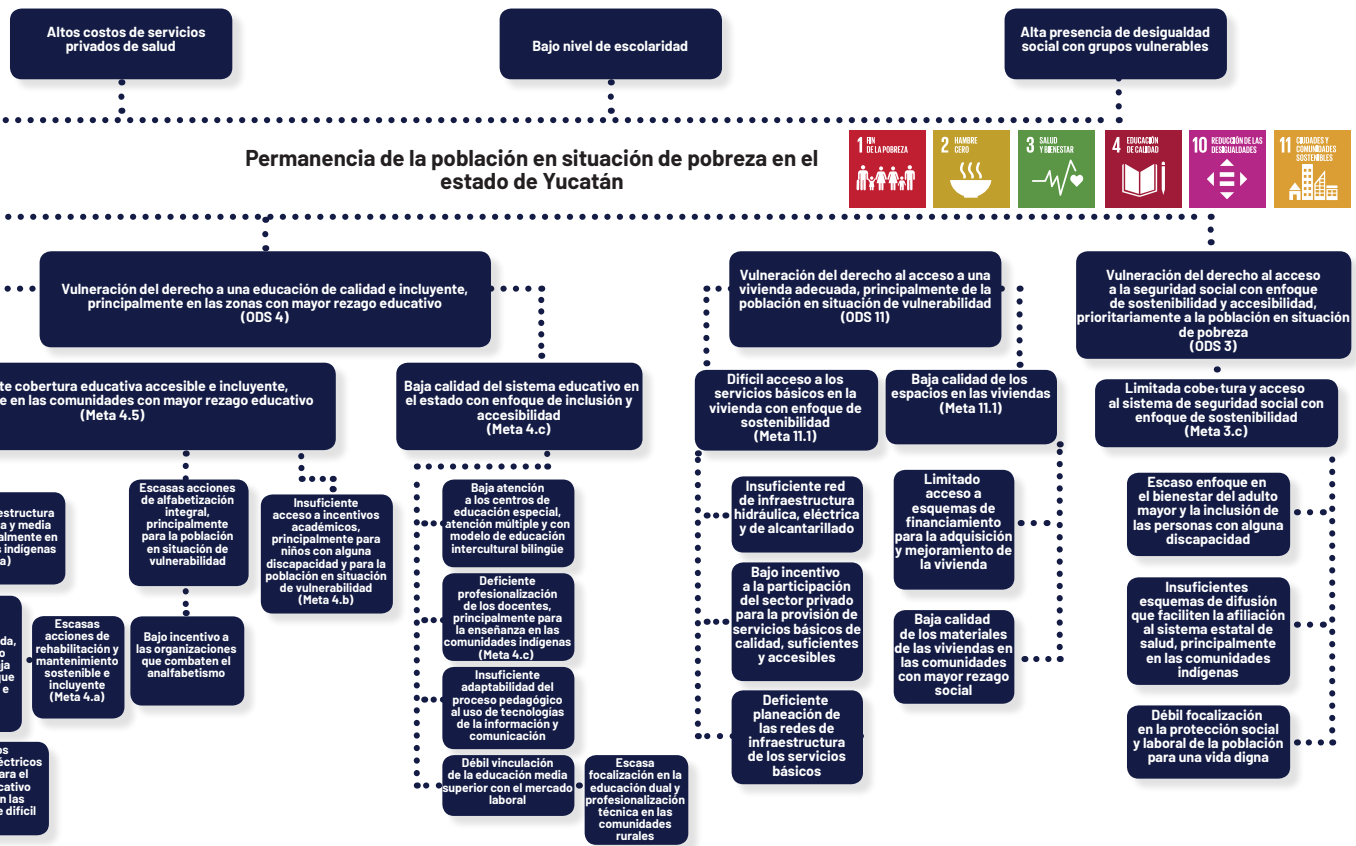 Altos costos de servicios
privados de salud
Bajo nivel de escolaridad
Alta presencia de desigualdad
social con grupos vulnerables
Permanencia de la población en situación de pobreza en el
estado de Yucatán
1 FIN
DE LA POBREZA
2 HAMBRE
CERO
3 SALUD
Y BIENESTAR
4 EDUCACIÓN
DE CALIDAD
10 REDUCCIÓN DE LAS
DESIGUALDADES
11 CIUDADES Y
COMUNIDADES
SOSTENIBLES
Vulneración del derecho a una educación de calidad e incluyente,
principalmente en las zonas con mayor rezago educativo
(ODS 4)
Vulneración del derecho al acceso a una
vivienda adecuada, principalmente de la
población en situación de vulnerabilidad
(ODS 11)
Vulneración del derecho al acceso
a la seguridad social con enfoque
de sostenibilidad y accesibilidad,
prioritariamente a la población en situación
de pobreza
(ODS 3)
te cobertura educativa accesible e incluyente,
e en las comunidades con mayor rezago educativo
(Meta 4.5)
Baja calidad del sistema educativo en
el estado con enfoque de inclusión y
accesibilidad
(Meta 4.c)
Difícil acceso a los
servicios básicos en la
vivienda con enfoque de
sostenibilidad
(Meta 11.1)
Baja calidad de los
espacios en las viviendas
(Meta 11.1)
Limitada cobertura y acceso
al sistema de seguridad social con
enfoque de sostenibilidad
(Meta 3.c)
estructura
a y media
almente en
s indígenas
a)
Escasas acciones
de alfabetización
integral,
principalmente
para la población
en situación de
vulnerabilidad
Insuficiente
acceso a incentivos
académicos,
principalmente para
niños con alguna
discapacidad y para la
población en situación
de vulnerabilidad
(Meta 4.b)
da,
o
ja
que
e
Escasas
acciones de
rehabilitación y
mantenimiento
sostenible e
incluyente
(Meta 4.a)
Bajo incentivo a
las organizaciones
que combaten el
analfabetismo
os
éctricos
ara el
cativo
n las
e difícil
Baja atención
a los centros de
educación especial,
atención múltiple y con
modelo de educación
intercultural bilingüe
Deficiente
profesionalización
de los docentes,
principalmente para
la enseñanza en las
comunidades indígenas
(Meta 4.c)
Insuficiente
adaptabilidad del
proceso pedagógico
al uso de tecnologías
de la información y
comunicación
Débil vinculación
de la educación media
superior con el mercado
laboral
Escasa
focalización en la
educación dual y
profesionalización
técnica en las
comunidades
rurales
Insuficiente red
de infraestructura
hidráulica, eléctrica
y de alcantarillado
Bajo incentivo
a la participación
del sector privado
para la provisión de
servicios básicos de
calidad, suficientes
y accesibles
Deficiente
planeación de
las redes de
infraestructura
de los servicios
básicos
Limitado
acceso a
esquemas de
financiamiento
para la adquisición
y mejoramiento de
la vivienda
Baja calidad
de los materiales
de las viviendas en
las comunidades
con mayor rezago
social
Escaso enfoque en
el bienestar del adulto
mayor y la inclusión de
las personas con alguna
discapacidad
Insuficientes
esquemas de difusión
que faciliten la afiliación
al sistema estatal de
salud, principalmente
en las comunidades
indígenas
Débil focalización
en la protección social
y laboral de la población
para una vida digna